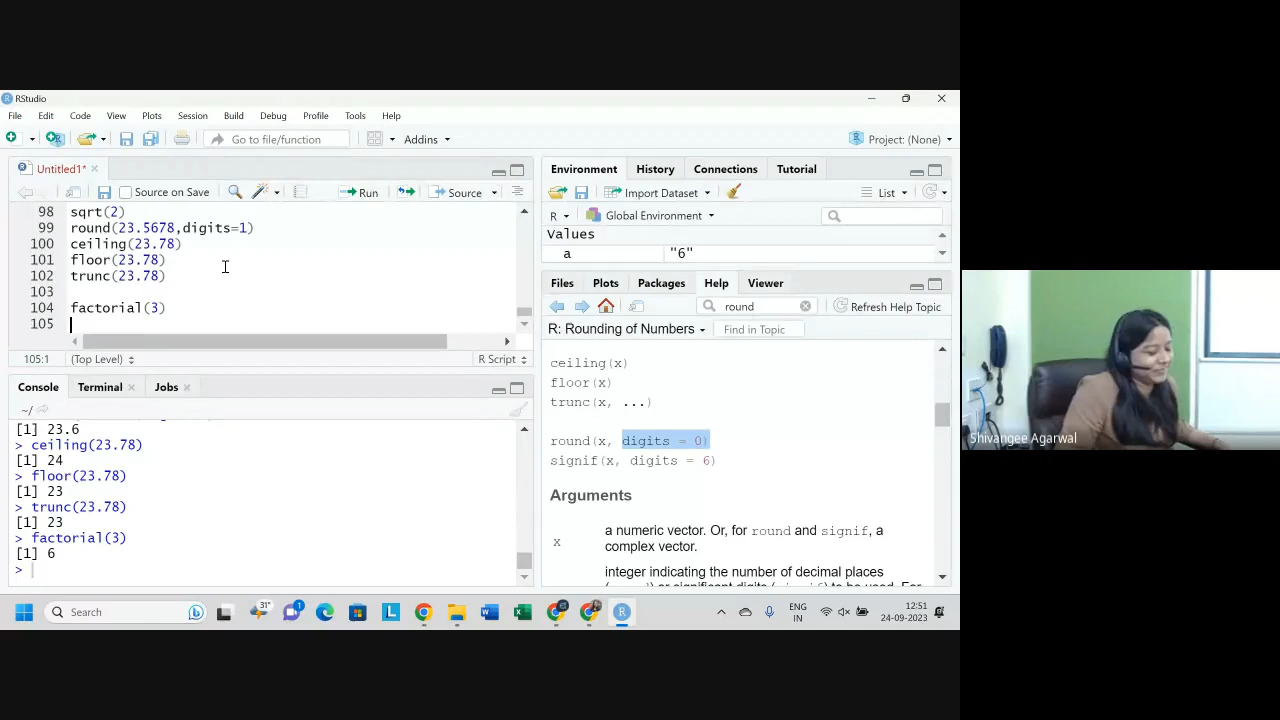 RStudio
File Edit Code View Plots Session Build Debug Profile Tools Help
Go to file/function
Addins
Project: (None)
Untitled1*
Source on Save
Run
Source
98 sqrt(2)
99 round(23.5678,digits=1)
100 ceiling(23.78)
101 floor(23.78)
102 trunc(23.78)
103
104 factorial(3)
105
105:1 (Top Level) R Script
Console Terminal Jobs
~/
[1] 23.6
> ceiling(23.78)
[1] 24
> floor(23.78)
[1] 23
> trunc(23.78)
[1] 23
> factorial(3)
[1] 6
>
Environment History Connections Tutorial
Import Dataset
List
R Global Environment
Values
a "6"
Files Plots Packages Help Viewer
round
Refresh Help Topic
R: Rounding of Numbers
Find in Topic
ceiling(x)
floor(x)
trunc(x, ...)
round(x, digits = 0)
signif(x, digits = 6)
Arguments
x
a numeric vector. Or, for round and signif, a
complex vector.
integer indicating the number of decimal places
Shivangee Agarwal
Search
31°
1
ENG
IN
12:51
24-09-2023